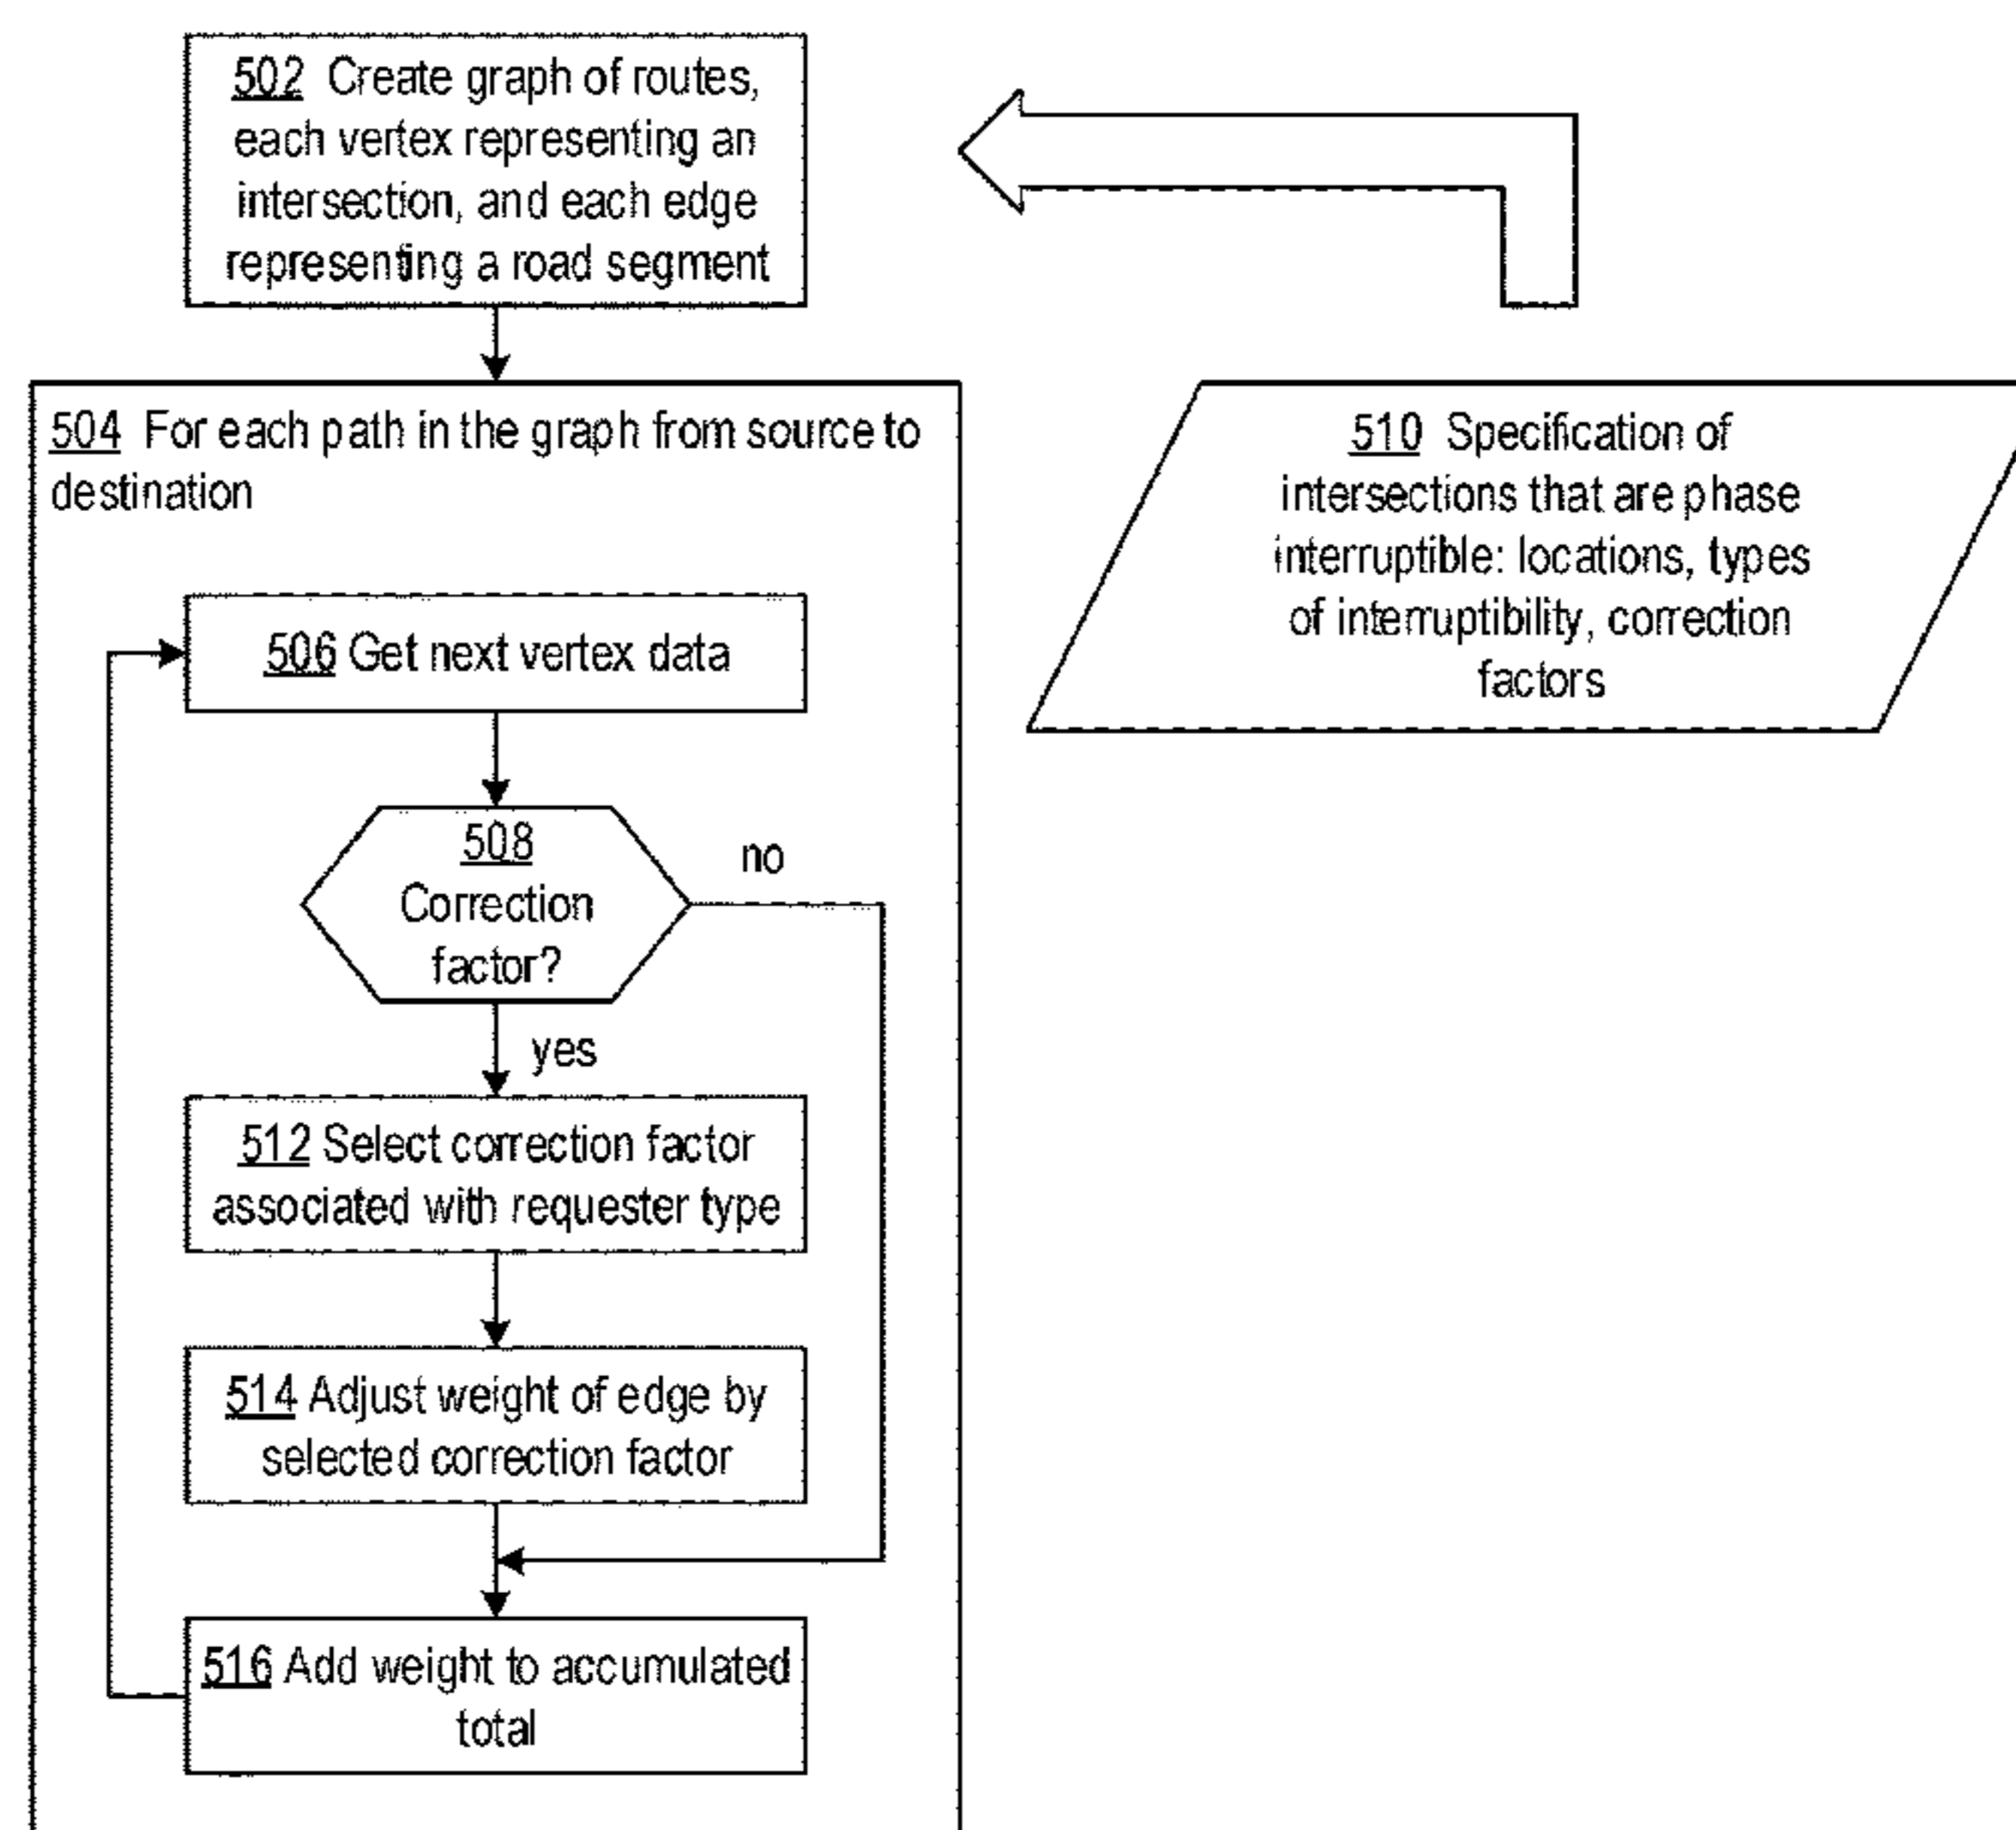 502 Create graph of routes,
each vertex representing an
intersection, and each edge
representing a road segment
504 For each path in the graph from source to
destination
510 Specification of
intersections that are phase
interruptible: locations, types
of interruptibility, correction
factors
506 Get next vertex data
508
Correction
factor?
no
yes
512 Select correction factor
associated with requester type
514 Adjust weight of edge by
selected correction factor
516 Add weight to accumulated
total